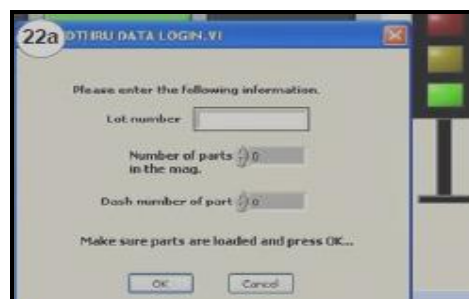 22a
OTHRU DATA LOGIN.VI
Please enter the following information.
Lot number
Number of parts 0
in the mag.
Dash number of part 0
Make sure parts are loaded and press OK...
OK Cancel